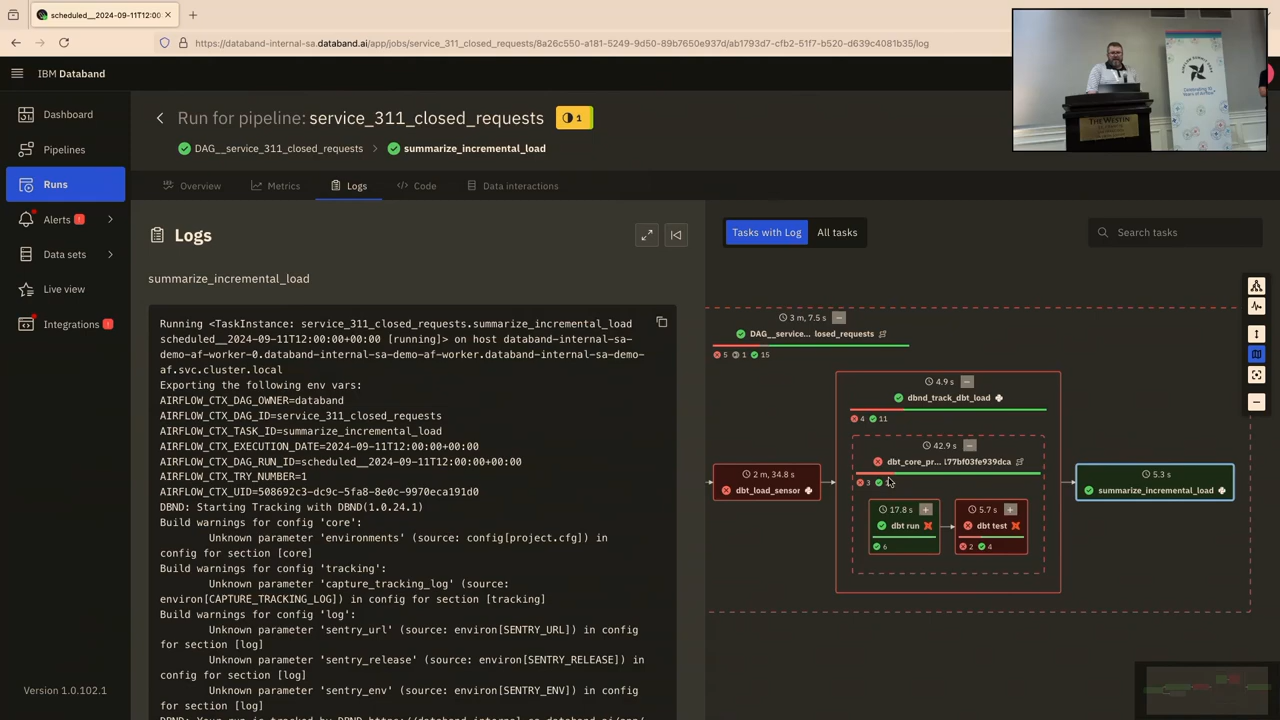 scheduled__2024-09-11T12:00
https://databand-internal-sa.databand.ai/app/jobs/service_311_closed_requests/8a26c550-a181-5249-9d50-89b7650e937d/ab1793d7-cfb2-51f7-b520-d639c4081b35/log
IBM Databand
Dashboard
Pipelines
Runs
Alerts
Data sets
Live view
Integrations
Version 1.0.102.1
Run for pipeline: service_311_closed_requests
1
DAG__service_311_closed_requests
summarize_incremental_load
Overview
Metrics
Logs
Code
Data interactions
Logs
summarize_incremental_load
Running <TaskInstance: service_311_closed_requests.summarize_incremental_load
scheduled__2024-09-11T12:00:00+00:00 [running]> on host databand-internal-sa-
demo-af-worker-0.databand-internal-sa-demo-af-worker.databand-internal-sa-demo-
af.svc.cluster.local
Exporting the following env vars:
AIRFLOW_CTX_DAG_OWNER=databand
AIRFLOW_CTX_DAG_ID=service_311_closed_requests
AIRFLOW_CTX_TASK_ID=summarize_incremental_load
AIRFLOW_CTX_EXECUTION_DATE=2024-09-11T12:00:00+00:00
AIRFLOW_CTX_DAG_RUN_ID=scheduled__2024-09-11T12:00:00+00:00
AIRFLOW_CTX_TRY_NUMBER=1
AIRFLOW_CTX_UID=508692c3-dc9c-5fa8-8e0c-9970eca191d0
DBND: Starting Tracking with DBND(1.0.24.1)
Build warnings for config 'core':
Unknown parameter 'environments' (source: config[project.cfg]) in
config for section [core]
Build warnings for config 'tracking':
Unknown parameter 'capture_tracking_log' (source:
environ[CAPTURE_TRACKING_LOG]) in config for section [tracking]
Build warnings for config 'log':
Unknown parameter 'sentry_url' (source: environ[SENTRY_URL]) in config
for section [log]
Unknown parameter 'sentry_release' (source: environ[SENTRY_RELEASE]) in
config for section [log]
Unknown parameter 'sentry_env' (source: environ[SENTRY_ENV]) in config
for section [log]
Tasks with Log
All tasks
Search tasks
3 m, 7.5 s
DAG__service... losed_requests
5 1 15
4.9 s
dbnd_track_dbt_load
4 11
42.9 s
dbt_core_pr... l77bf03fe939dca
3
2 m, 34.8 s
dbt_load_sensor
17.8 s
dbt run
6
5.7 s
dbt test
2 4
5.3 s
summarize_incremental_load
THE WESTIN